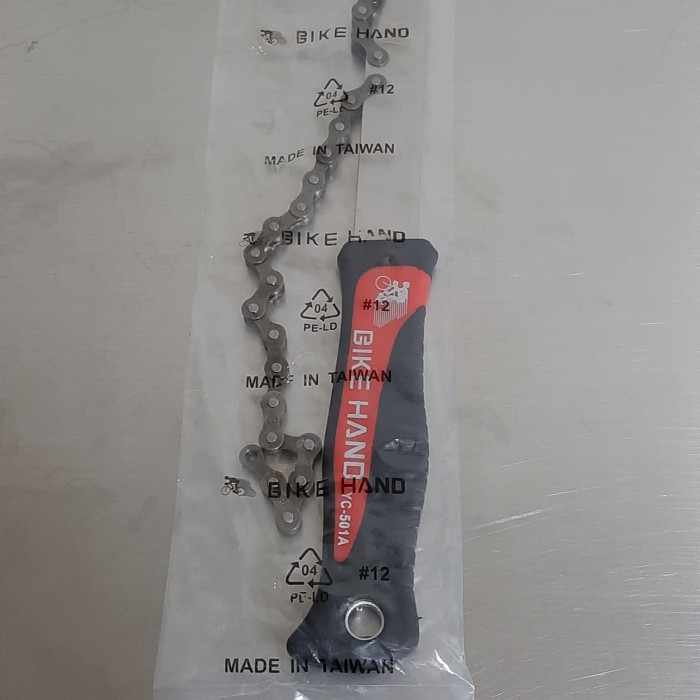 BIKE HAND
04
PE-LD
#12
MADE IN TAIWAN
BIKE HAND
04
PE-LD
#12
MADE IN TAIWAN
BIKE HAND YC-501A
BIKE HAND
04
PE-LD
#12
MADE IN TAIWAN